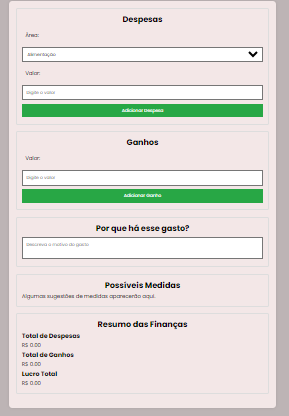 Despesas
Área:
Alimentação
Valor:
Digite o valor
Adicionar Despesa
Ganhos
Valor:
Digite o valor
Adicionar Ganho
Por que há esse gasto?
Descreva o motivo do gasto
Possíveis Medidas
Algumas sugestões de medidas aparecerão aqui.
Resumo das Finanças
Total de Despesas
R$ 0.00
Total de Ganhos
R$ 0.00
Lucro Total
R$ 0.00